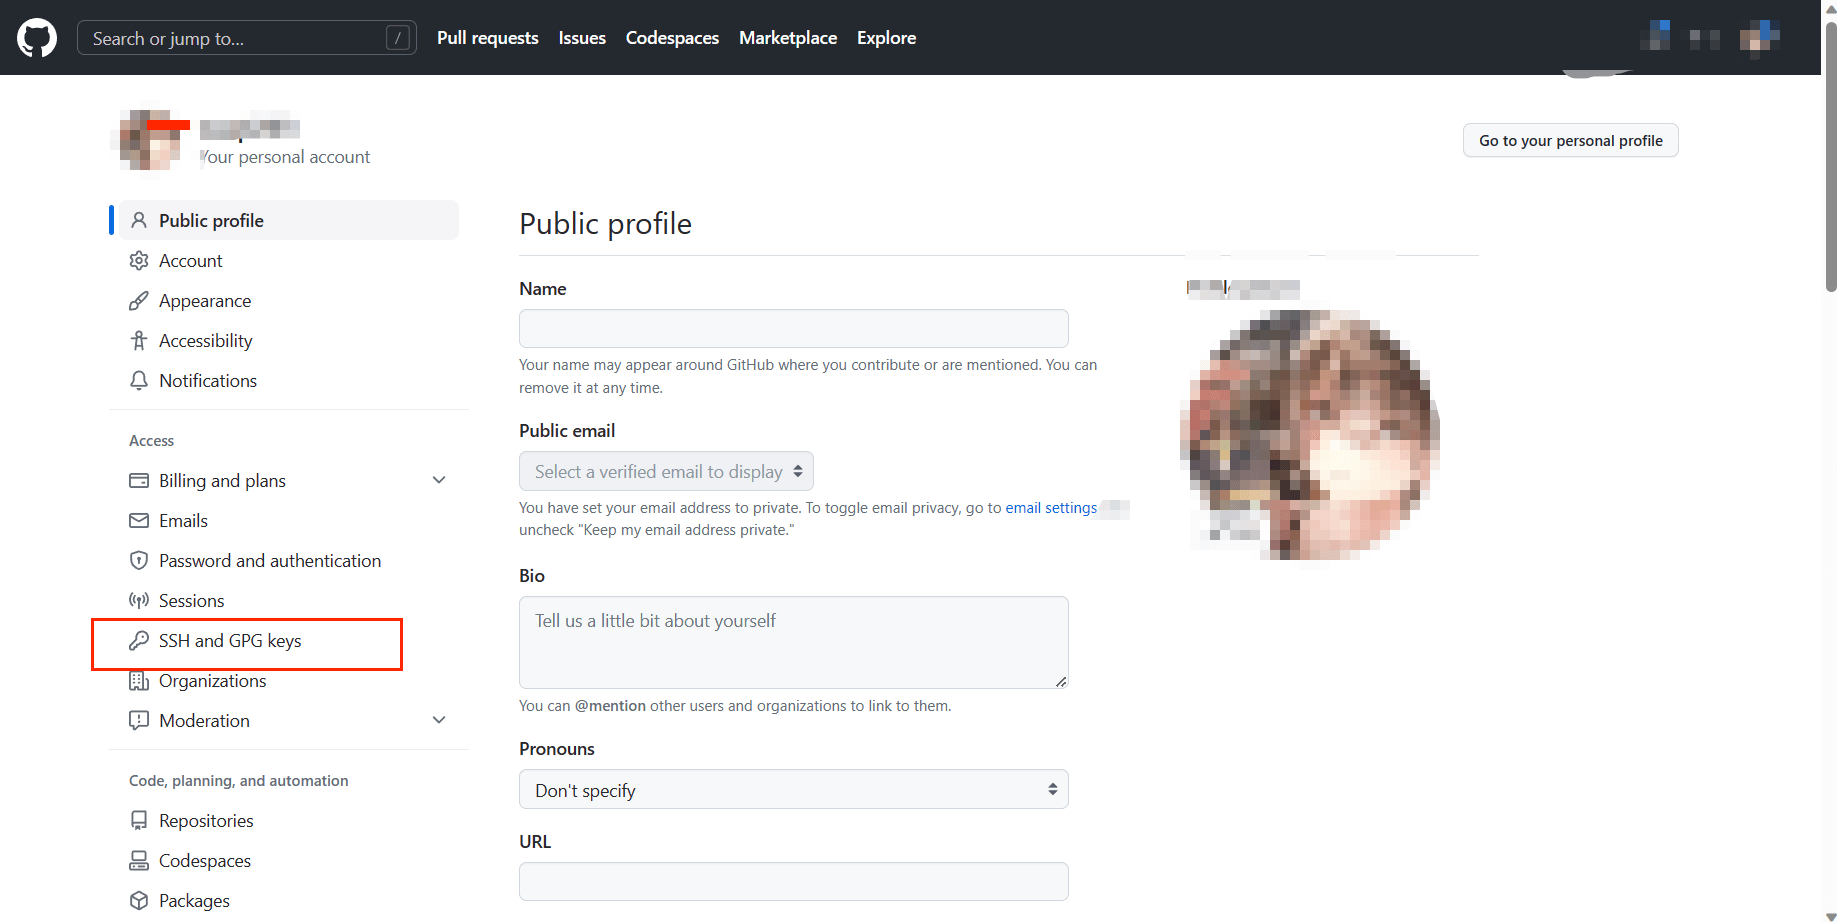 Search or jump to...
/
Pull requests
Issues
Codespaces
Marketplace
Explore
Your personal account
Go to your personal profile
Public profile
Account
Appearance
Accessibility
Notifications
Access
Billing and plans
Emails
Password and authentication
Sessions
SSH and GPG keys
Organizations
Moderation
Code, planning, and automation
Repositories
Codespaces
Packages
Public profile
Name
Your name may appear around GitHub where you contribute or are mentioned. You can
remove it at any time.
Public email
Select a verified email to display
You have set your email address to private. To toggle email privacy, go to email settings
uncheck "Keep my email address private."
Bio
Tell us a little bit about yourself
You can @mention other users and organizations to link to them.
Pronouns
Don't specify
URL